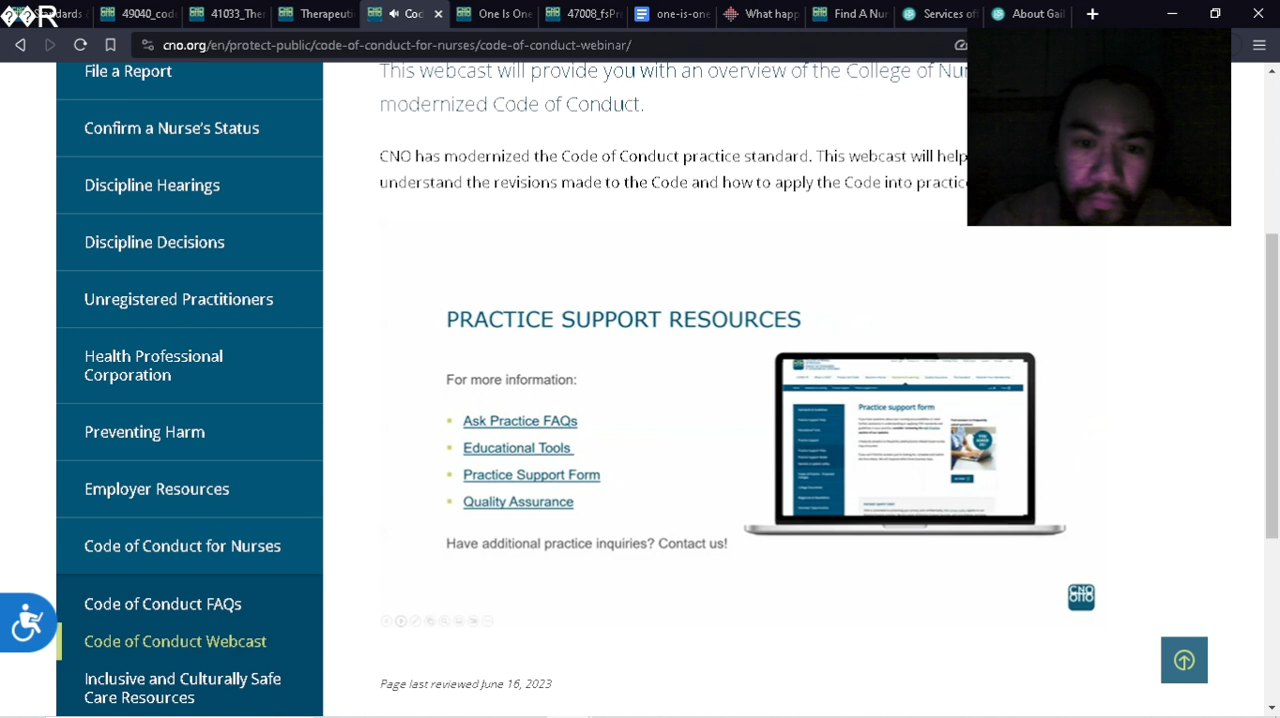 ��R
Standards o
49040_code
41033_The
Therapeuti
Coc
One Is One
47008_fsPr
one-is-one
that happ
Find A Nur
Services of
About Gail
cno.org/en/protect-public/code-of-conduct-for-nurses/code-of-conduct-webinar/
File a Report
Confirm a Nurse's Status
Discipline Hearings
Discipline Decisions
Unregistered Practitioners
Health Professional
Corporation
Preventing Harm
Employer Resources
Code of Conduct for Nurses
Code of Conduct FAQs
Code of Conduct Webcast
Inclusive and Culturally Safe
Care Resources
This webcast will provide you with an overview of the College of Nur
modernized Code of Conduct.
CNO has modernized the Code of Conduct practice standard. This webcast will help
understand the revisions made to the Code and how to apply the Code into practice
PRACTICE SUPPORT RESOURCES
For more information:
Ask Practice FAQs
Educational Tools
Practice Support Form
Quality Assurance
Have additional practice inquiries? Contact us!
Practice support form
CNO
OIIO
Page last reviewed June 16, 2023